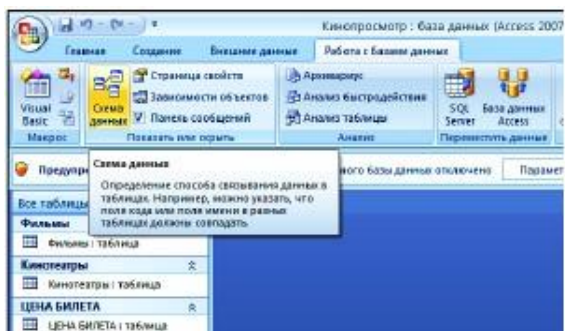 Кинопросмотр : база данных (Access 2007
Главная Создание Внешние данные Работа с базами данных
Visual Basic
Схема данных
Страница свойств
Зависимости объектов
Панель сообщений
Архивариус
Анализ быстродействия
Анализ таблицы
SQL Server
База данных Access
Макрос Показать или скрыть Анализ Переместить данные
Предупре
ного базы данных отключено Парамет
Схема данных
Определение способа связывания данных в
таблицах. Например, можно указать, что
поля кода или поля имени в разных
таблицах должны совпадать.
Все таблицы
Фильмы
Фильмы : таблица
Кинотеатры
Кинотеатры : таблица
ЦЕНА БИЛЕТА
ЦЕНА БИЛЕТА : таблица